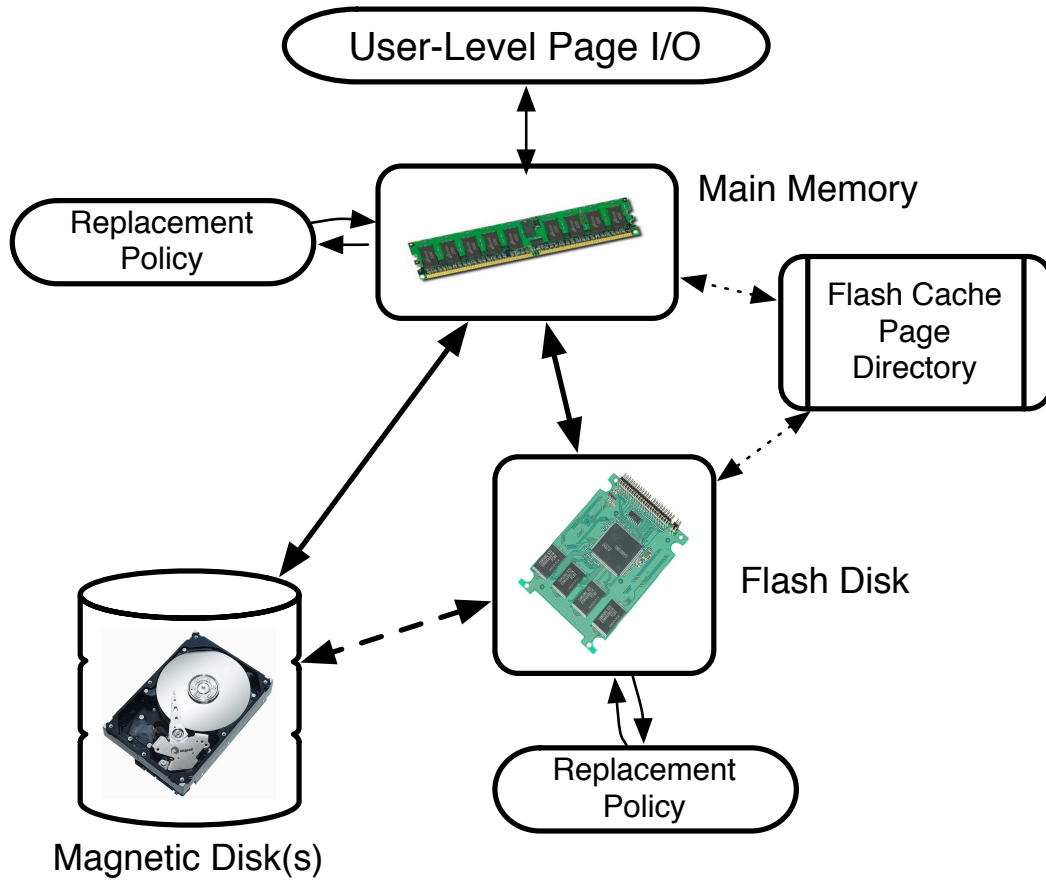 User-Level Page I/O
Main Memory
Replacement
Policy
Flash Cache
Page
Directory
Flash Disk
Replacement
Policy
Magnetic Disk(s)